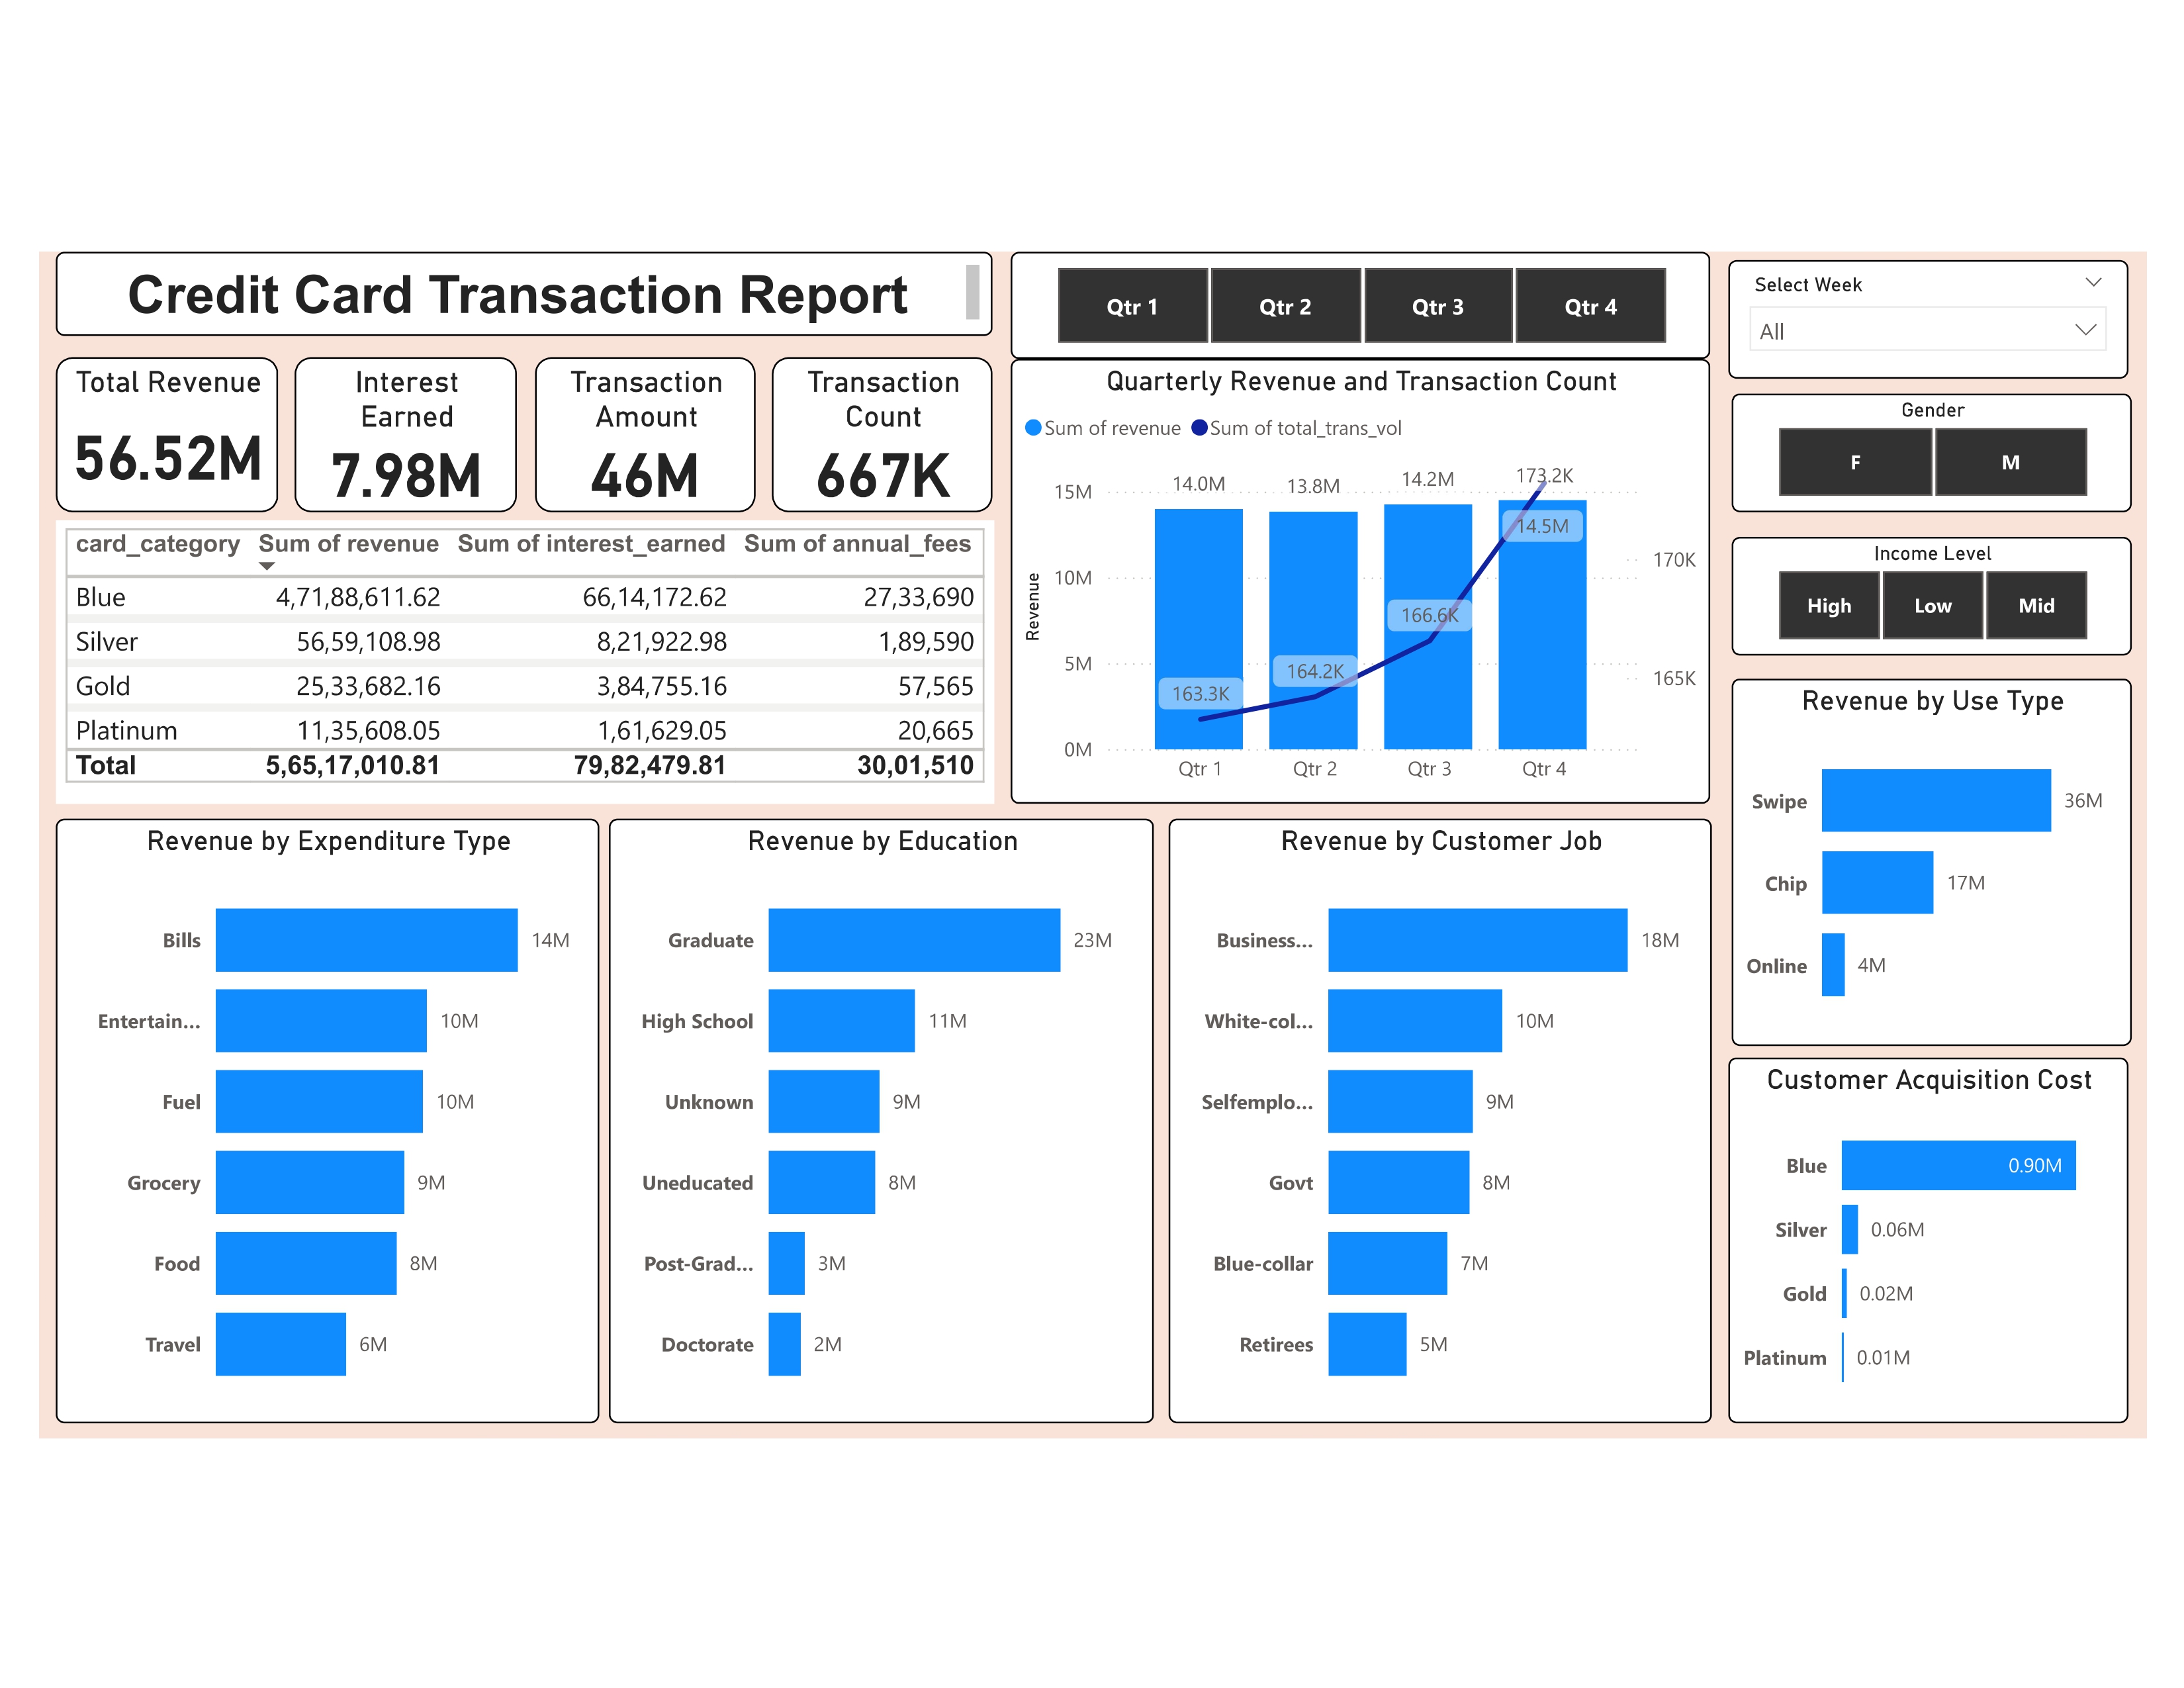 Credit Card Transaction Report
Qtr 1 Qtr 2 Qtr 3 Qtr 4
Select Week
All
Total Revenue
56.52M
Interest
Earned
7.98M
Transaction
Amount
46M
Transaction
Count
667K
Gender
F M
Income Level
High Low Mid
card_category Sum of revenue Sum of interest_earned Sum of annual_fees
Blue 4,71,88,611.62 66,14,172.62 27,33,690
Silver 56,59,108.98 8,21,922.98 1,89,590
Gold 25,33,682.16 3,84,755.16 57,565
Platinum 11,35,608.05 1,61,629.05 20,665
Total 5,65,17,010.81 79,82,479.81 30,01,510
Quarterly Revenue and Transaction Count
Sum of revenue Sum of total_trans_vol
Revenue
15M
10M
5M
0M
14.0M 13.8M 14.2M 173.2K
14.5M
163.3K 164.2K 166.6K
170K
165K
Qtr 1 Qtr 2 Qtr 3 Qtr 4
Revenue by Use Type
Swipe 36M
Chip 17M
Online 4M
Revenue by Expenditure Type
Bills 14M
Entertain... 10M
Fuel 10M
Grocery 9M
Food 8M
Travel 6M
Revenue by Education
Graduate 23M
High School 11M
Unknown 9M
Uneducated 8M
Post-Grad... 3M
Doctorate 2M
Revenue by Customer Job
Business... 18M
White-col... 10M
Selfemplo... 9M
Govt 8M
Blue-collar 7M
Retirees 5M
Customer Acquisition Cost
Blue 0.90M
Silver 0.06M
Gold 0.02M
Platinum 0.01M